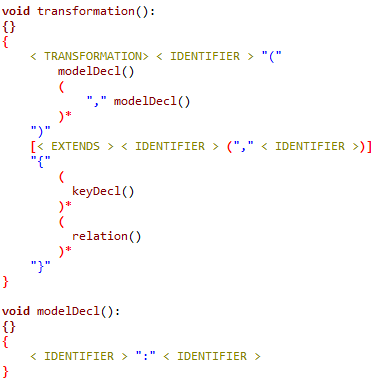 void transformation():
{}
{
    < TRANSFORMATION> < IDENTIFIER > "("
        modelDecl()
        (
            "," modelDecl()
        )*
    ")"
    [< EXTENDS > < IDENTIFIER > ("," < IDENTIFIER >)]
    "{"
        (
          keyDecl()
        )*
        (
          relation()
        )*
    "}"
}

void modelDecl():
{}
{
    < IDENTIFIER > ":" < IDENTIFIER >
}